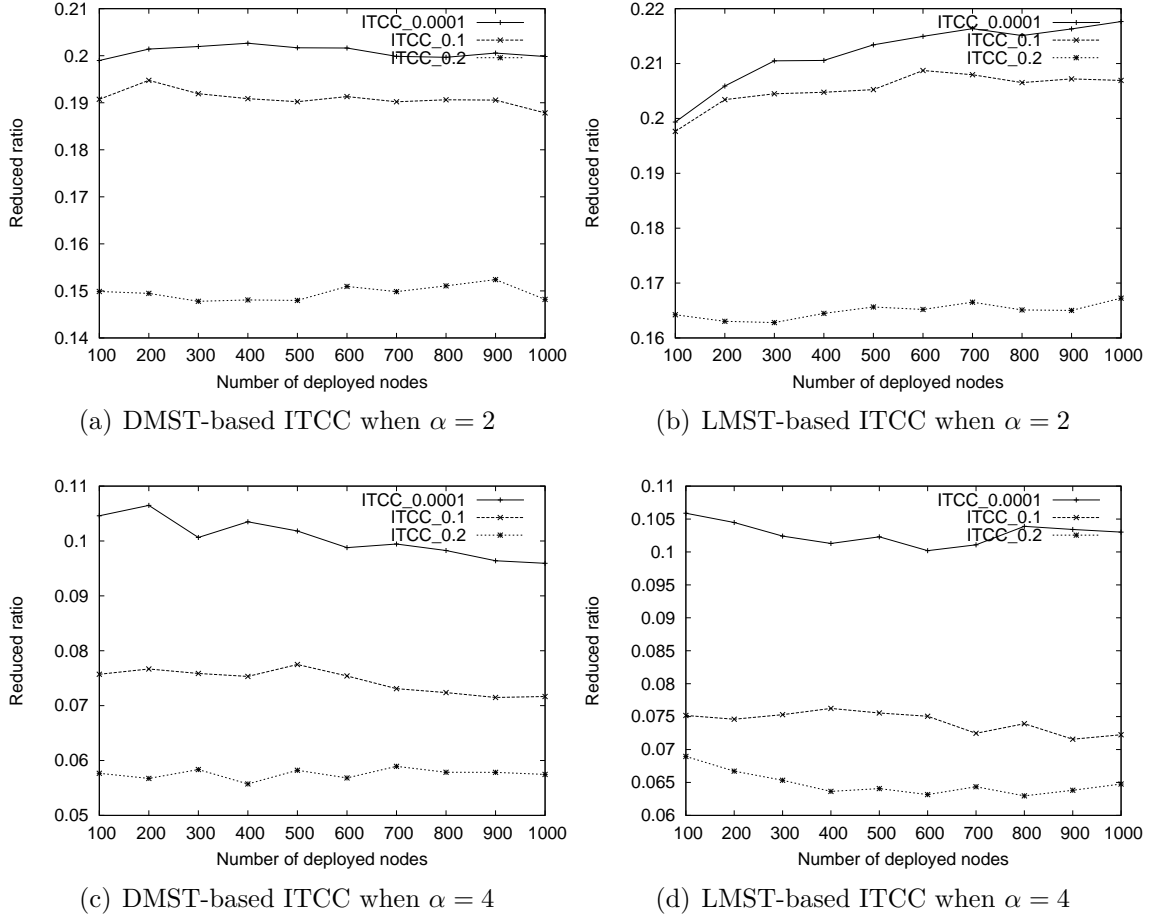 0.21
0.2
0.19
0.18
0.17
0.16
0.15
0.14
Reduced ratio
ITCC_0.0001
ITCC_0.1
ITCC_0.2
100 200 300 400 500 600 700 800 900 1000
Number of deployed nodes
(a) DMST-based ITCC when α = 2
0.22
0.21
0.2
0.19
0.18
0.17
0.16
Reduced ratio
ITCC_0.0001
ITCC_0.1
ITCC_0.2
100 200 300 400 500 600 700 800 900 1000
Number of deployed nodes
(b) LMST-based ITCC when α = 2
0.11
0.1
0.09
0.08
0.07
0.06
0.05
Reduced ratio
ITCC_0.0001
ITCC_0.1
ITCC_0.2
100 200 300 400 500 600 700 800 900 1000
Number of deployed nodes
(c) DMST-based ITCC when α = 4
0.11
0.105
0.1
0.095
0.09
0.085
0.08
0.075
0.07
0.065
0.06
Reduced ratio
ITCC_0.0001
ITCC_0.1
ITCC_0.2
100 200 300 400 500 600 700 800 900 1000
Number of deployed nodes
(d) LMST-based ITCC when α = 4